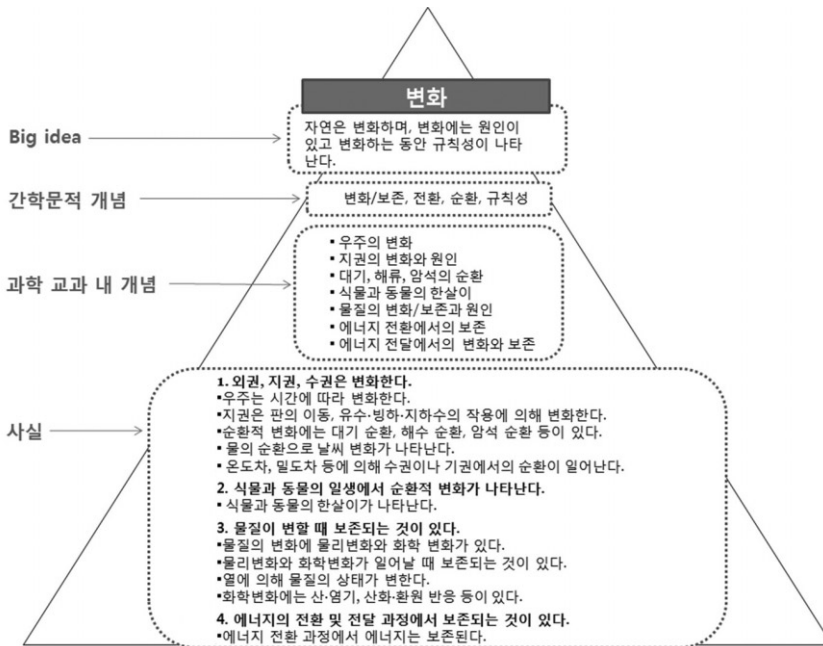 변화
Big idea
자연은 변화하며, 변화에는 원인이
있고 변화하는 동안 규칙성이 나타
난다.
간학문적 개념
변화/보존, 전환, 순환, 규칙성
과학 교과 내 개념
▪ 우주의 변화
▪ 지권의 변화와 원인
▪ 대기, 해류, 암석의 순환
▪ 식물과 동물의 한살이
▪ 물질의 변화/보존과 원인
▪ 에너지 전환에서의 보존
▪ 에너지 전달에서의 변화와 보존
사실
1. 외권, 지권, 수권은 변화한다.
▪우주는 시간에 따라 변화한다.
▪지권은 판의 이동, 유수·빙하·지하수의 작용에 의해 변화한다.
▪순환적 변화에는 대기 순환, 해수 순환, 암석 순환 등이 있다.
▪ 물의 순환으로 날씨 변화가 나타난다.
▪ 온도차, 밀도차 등에 의해 수권이나 기권에서의 순환이 일어난다.
2. 식물과 동물의 일생에서 순환적 변화가 나타난다.
▪ 식물과 동물의 한살이가 나타난다.
3. 물질이 변할 때 보존되는 것이 있다.
▪물질의 변화에 물리변화와 화학 변화가 있다.
▪물리변화와 화학변화가 일어날 때 보존되는 것이 있다.
▪열에 의해 물질의 상태가 변한다.
▪화학변화에는 산·염기, 산화·환원 반응 등이 있다.
4. 에너지의 전환 및 전달 과정에서 보존되는 것이 있다.
▪에너지 전환 과정에서 에너지는 보존된다.